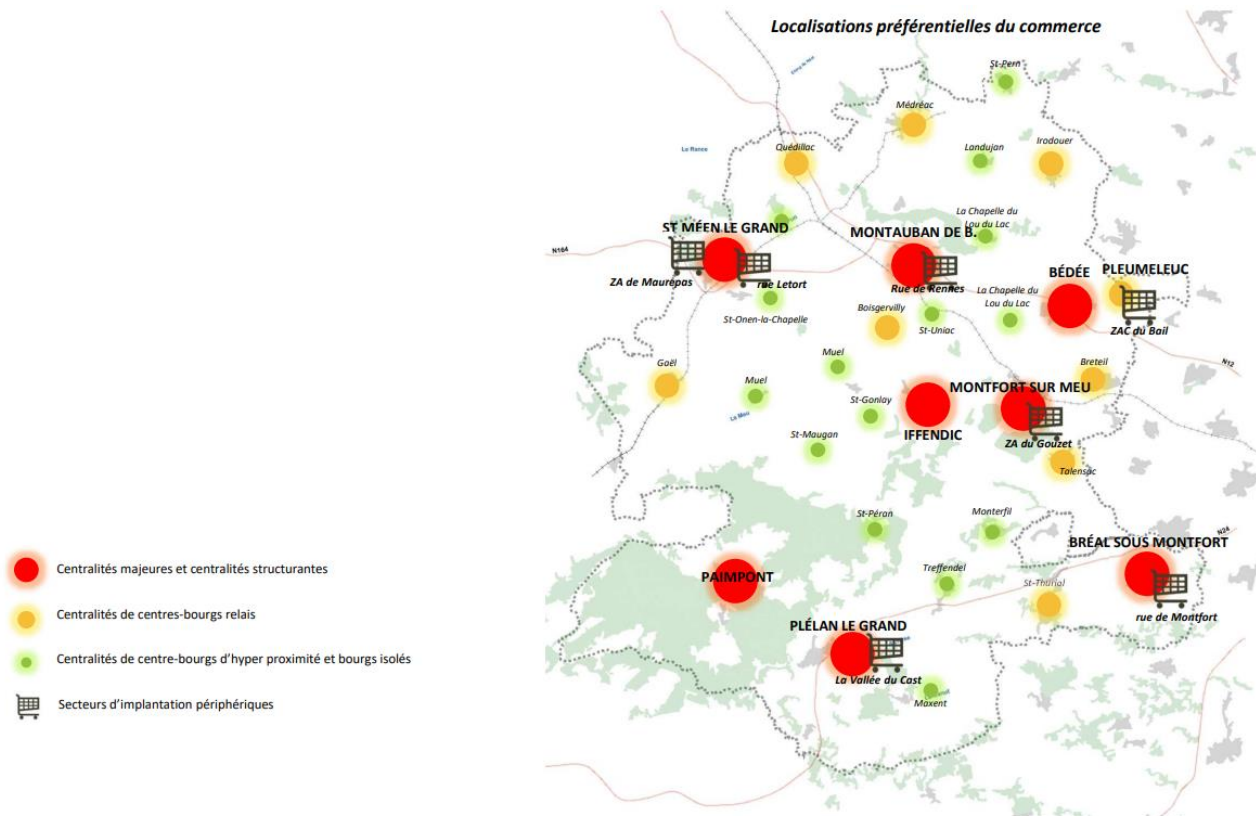 Localisations préférentielles du commerce
St-Pern
Médréac
La Rance
Quédillac
Landujan
Irodouer
La Chapelle du
Lou du Lac
ST MÉEN LE GRAND
MONTAUBAN DE B.
N164
BÉDÉE
PLEUMELEUC
ZA de Maurepas
rue Letort
Rue de Rennes
La Chapelle du
Lou du Lac
St-Onen-la-Chapelle
Boisgervilly
St-Uniac
ZAC du Bail
Muel
Gaël
Breteil
N12
Muel
MONTFORT SUR MEU
Le Meu
St-Gonlay
IFFENDIC
ZA du Gouzet
St-Maugan
Talensac
St-Péran
Monterfil
N24
BRÉAL SOUS MONTFORT
Centralités majeures et centralités structurantes
PAIMPONT
Treffendel
St-Thurial
Centralités de centres-bourgs relais
rue de Montfort
PLÉLAN LE GRAND
Centralités de centre-bourgs d'hyper proximité et bourgs isolés
La Vallée du Cast
Maxent
Secteurs d'implantation périphériques